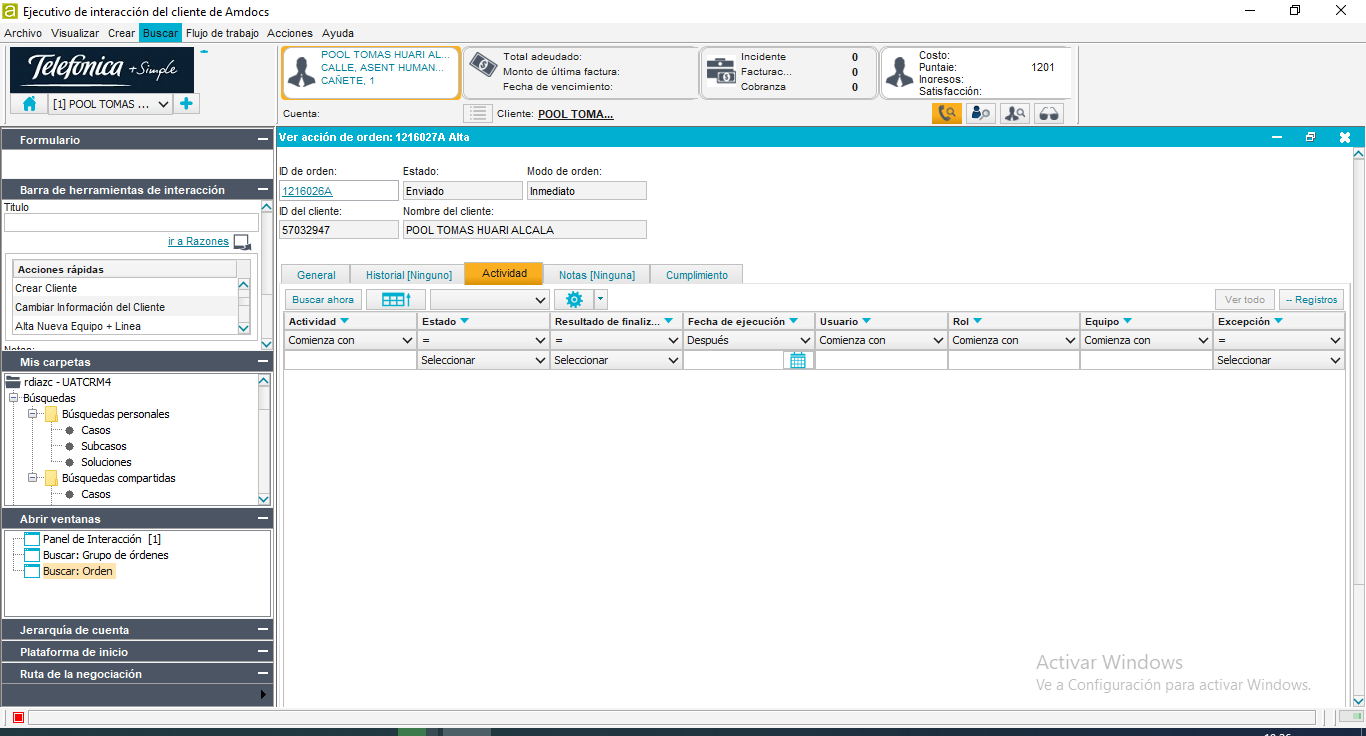 Ejecutivo de interacción del cliente de Amdocs
Archivo Visualizar Crear Buscar Flujo de trabajo Acciones Ayuda
Telefónica +Simple
[1] POOL TOMAS ...
POOL TOMAS HUARI AL...
CALLE, ASENT HUMAN...
CAÑETE, 1
Total adeudado:
Monto de última factura:
Fecha de vencimiento:
Incidente 0
Facturac... 0
Cobranza 0
Costo:
Puntaje: 1201
Ingresos:
Satisfacción:
Cuenta:
Cliente: POOL TOMA...
Formulario
Barra de herramientas de interacción
Título
ir a Razones
Acciones rápidas
Crear Cliente
Cambiar Información del Cliente
Alta Nueva Equipo + Linea
Notas:
Mis carpetas
rdiazc - UATCRM4
Búsquedas
Búsquedas personales
Casos
Subcasos
Soluciones
Búsquedas compartidas
Casos
Abrir ventanas
Panel de Interacción [1]
Buscar: Grupo de órdenes
Buscar: Orden
Jerarquía de cuenta
Plataforma de inicio
Ruta de la negociación
Ver acción de orden: 1216027A Alta
ID de orden: Estado: Modo de orden:
1216026A Enviado Inmediato
ID del cliente: Nombre del cliente:
57032947 POOL TOMAS HUARI ALCALA
General Historial [Ninguno] Actividad Notas [Ninguna] Cumplimiento
Buscar ahora Ver todo -- Registros
Actividad Estado Resultado de finaliz... Fecha de ejecución Usuario Rol Equipo Excepción
Comienza con = = Después Comienza con Comienza con Comienza con =
Seleccionar Seleccionar Seleccionar
Activar Windows
Ve a Configuración para activar Windows.